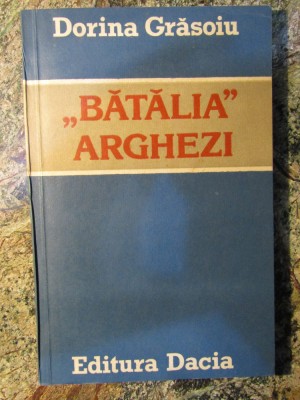 Dorina Grăsoiu
„BĂTĂLIA”
ARGHEZI
Editura Dacia